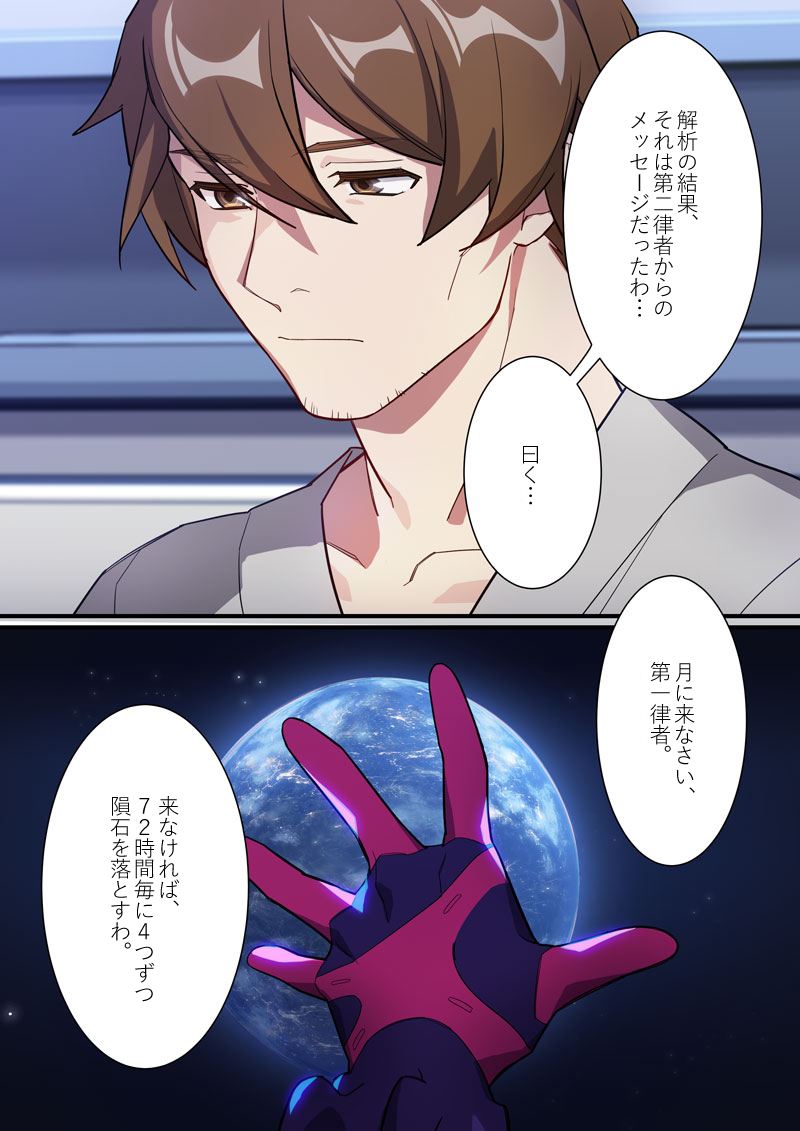 解析の結果、
それは第二律者からの
メッセージだったわ…
曰く…
月に来なさい、
第一律者。
来なければ、
７２時間毎に４つずつ
隕石を落とすわ。